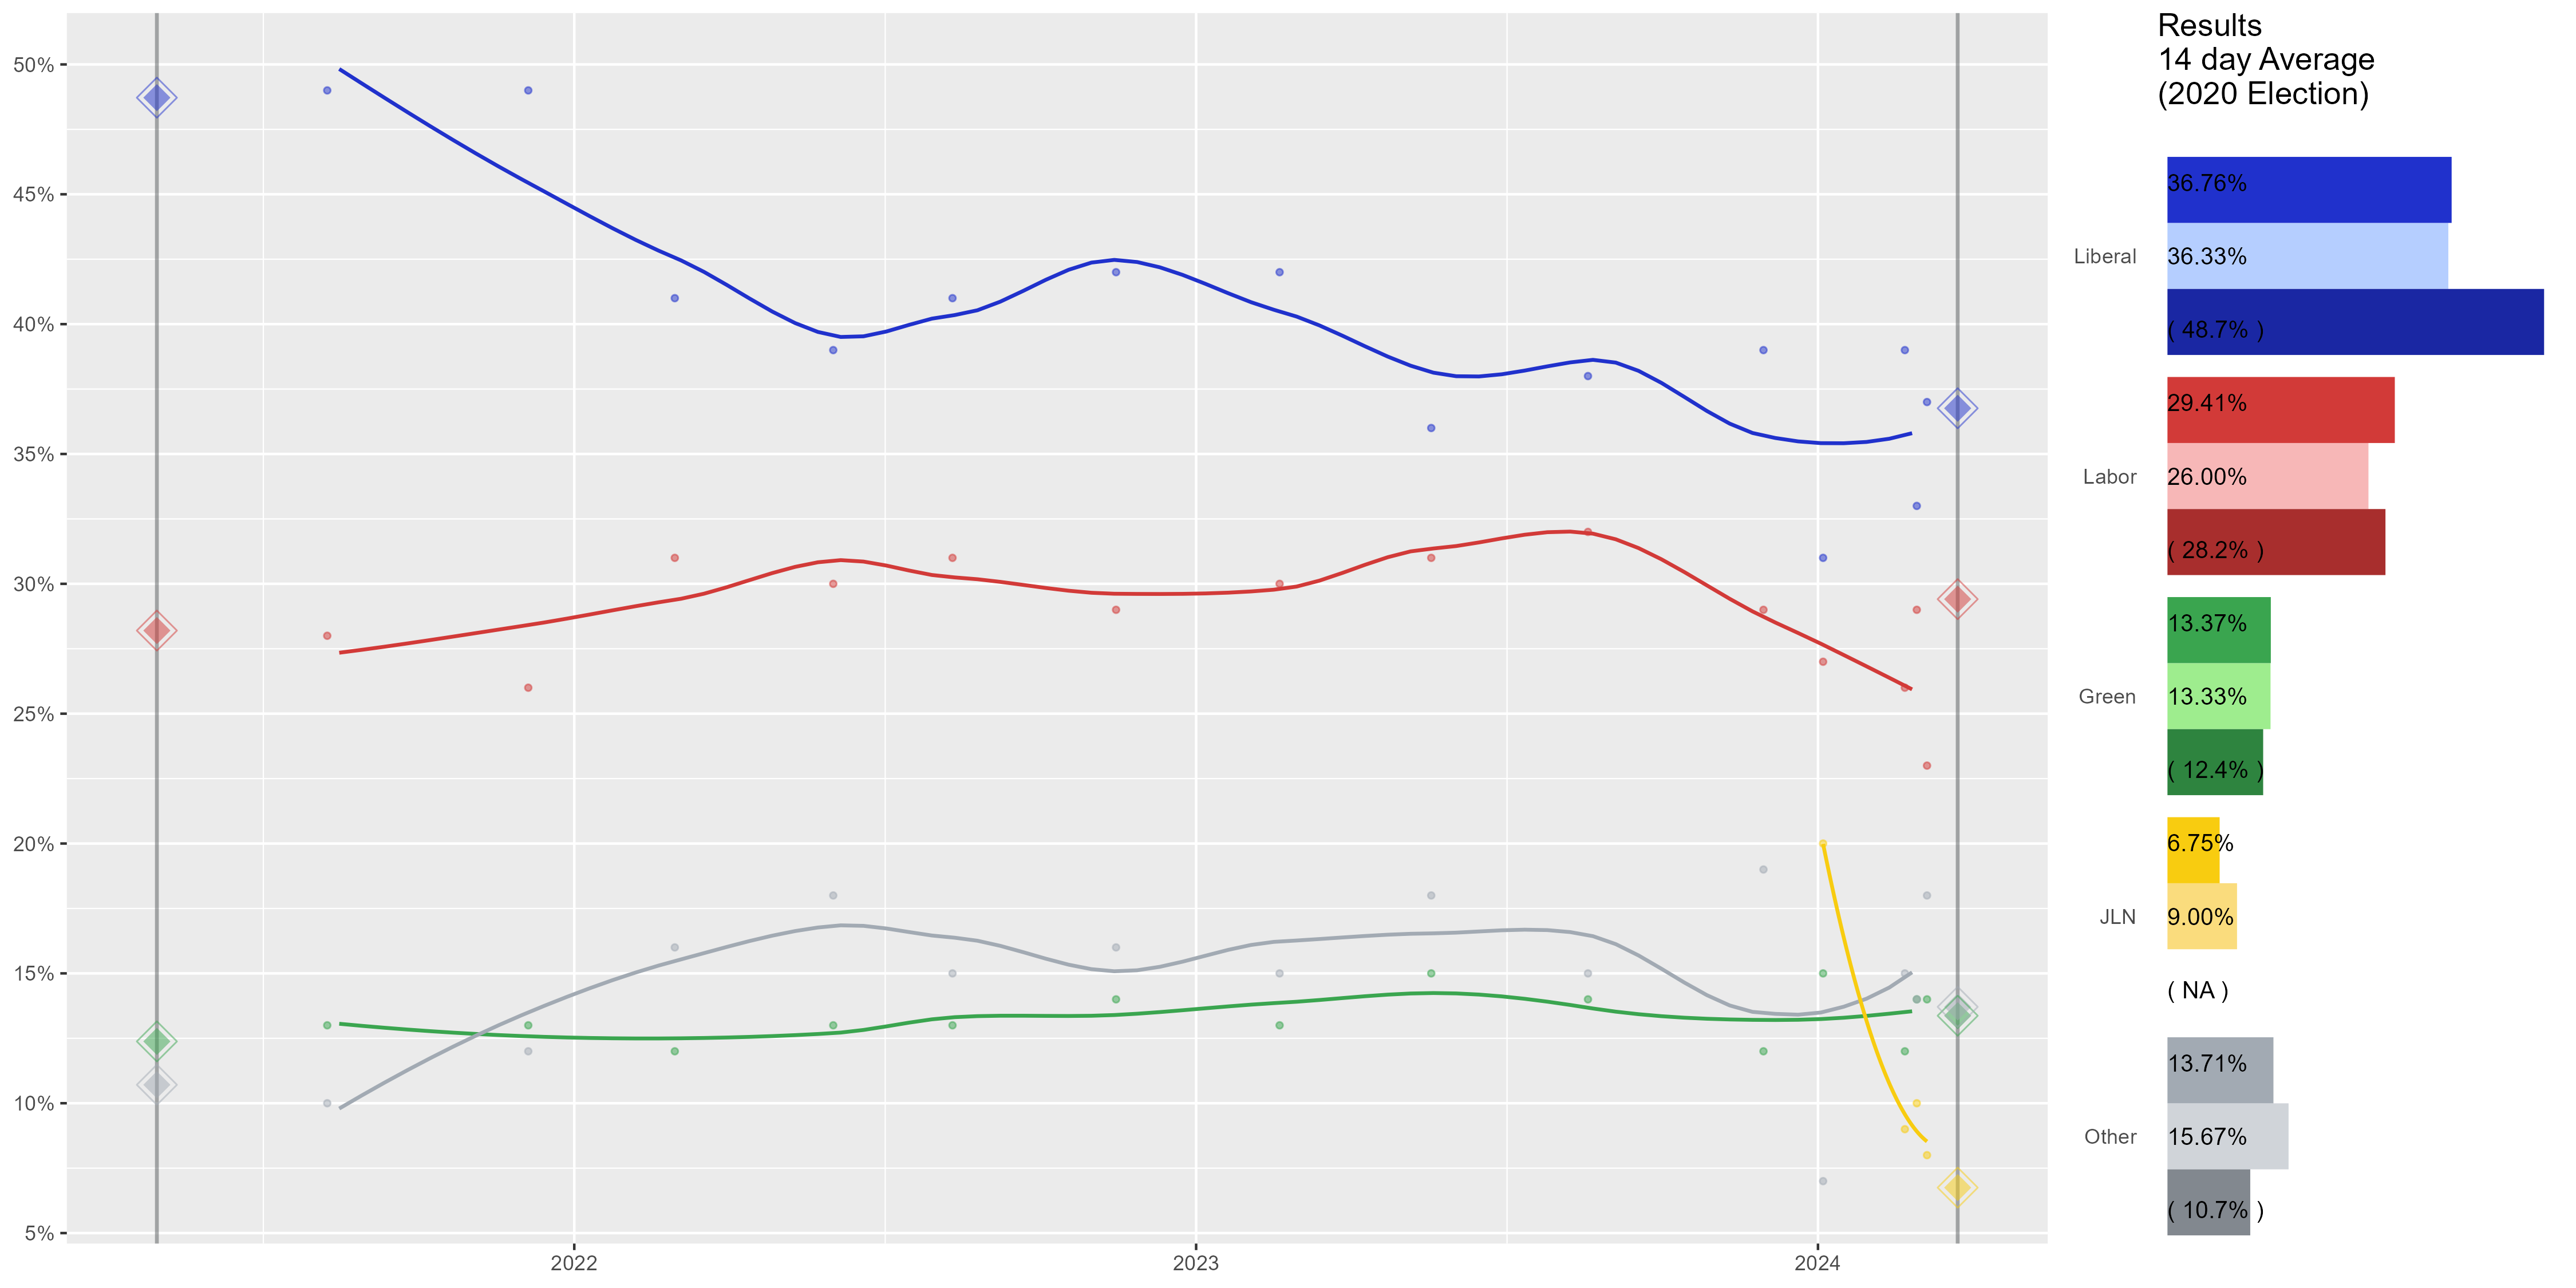 50%
45%
40%
35%
30%
25%
20%
15%
10%
5%
2022
2023
2024
Results
14 day Average
(2020 Election)
Liberal
36.76%
36.33%
( 48.7% )
Labor
29.41%
26.00%
( 28.2% )
Green
13.37%
13.33%
( 12.4% )
JLN
6.75%
9.00%
( NA )
Other
13.71%
15.67%
( 10.7% )